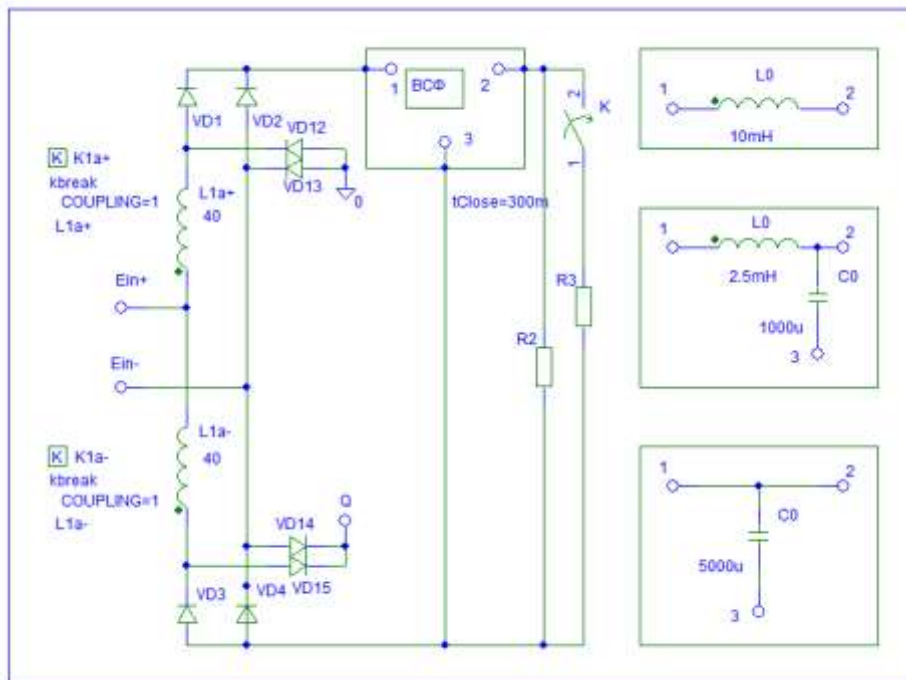 L0
1
2
10mH
1
ВСФ
2
3
2
K
1
VD1
VD2
VD12
VD13
0
tClose=300m
K K1a+
kbreak
COUPLING=1
L1a+
L1a+
40
Ein+
Ein-
R3
R2
L0
1
2
2.5mH
C0
1000u
3
K K1a-
kbreak
COUPLING=1
L1a-
L1a-
40
Q
VD14
VD15
VD3
VD4
1
2
C0
5000u
3